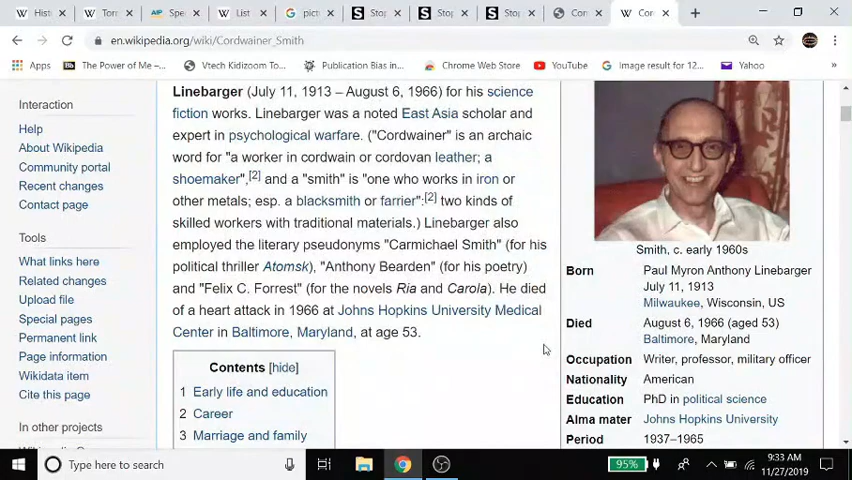 Hist
Torr
Spe
List
pictu
Stop
Stop
Stop
Con
Cor
en.wikipedia.org/wiki/Cordwainer_Smith
Apps
The Power of Me –...
Vtech Kidizoom To...
Publication Bias in...
Chrome Web Store
YouTube
Image result for 12...
Yahoo
Interaction
Help
About Wikipedia
Community portal
Recent changes
Contact page
Tools
What links here
Related changes
Upload file
Special pages
Permanent link
Page information
Wikidata item
Cite this page
In other projects
Linebarger (July 11, 1913 – August 6, 1966) for his science
fiction works. Linebarger was a noted East Asia scholar and
expert in psychological warfare. ("Cordwainer" is an archaic
word for "a worker in cordwain or cordovan leather; a
shoemaker",[2] and a "smith" is "one who works in iron or
other metals; esp. a blacksmith or farrier":[2] two kinds of
skilled workers with traditional materials.) Linebarger also
employed the literary pseudonyms "Carmichael Smith" (for his
political thriller Atomsk), "Anthony Bearden" (for his poetry)
and "Felix C. Forrest" (for the novels Ria and Carola). He died
of a heart attack in 1966 at Johns Hopkins University Medical
Center in Baltimore, Maryland, at age 53.
Contents [hide]
1 Early life and education
2 Career
3 Marriage and family
Smith, c. early 1960s
Born Paul Myron Anthony Linebarger
July 11, 1913
Milwaukee, Wisconsin, US
Died August 6, 1966 (aged 53)
Baltimore, Maryland
Occupation Writer, professor, military officer
Nationality American
Education PhD in political science
Alma mater Johns Hopkins University
Period 1937–1965
Type here to search
95%
9:33 AM
11/27/2019